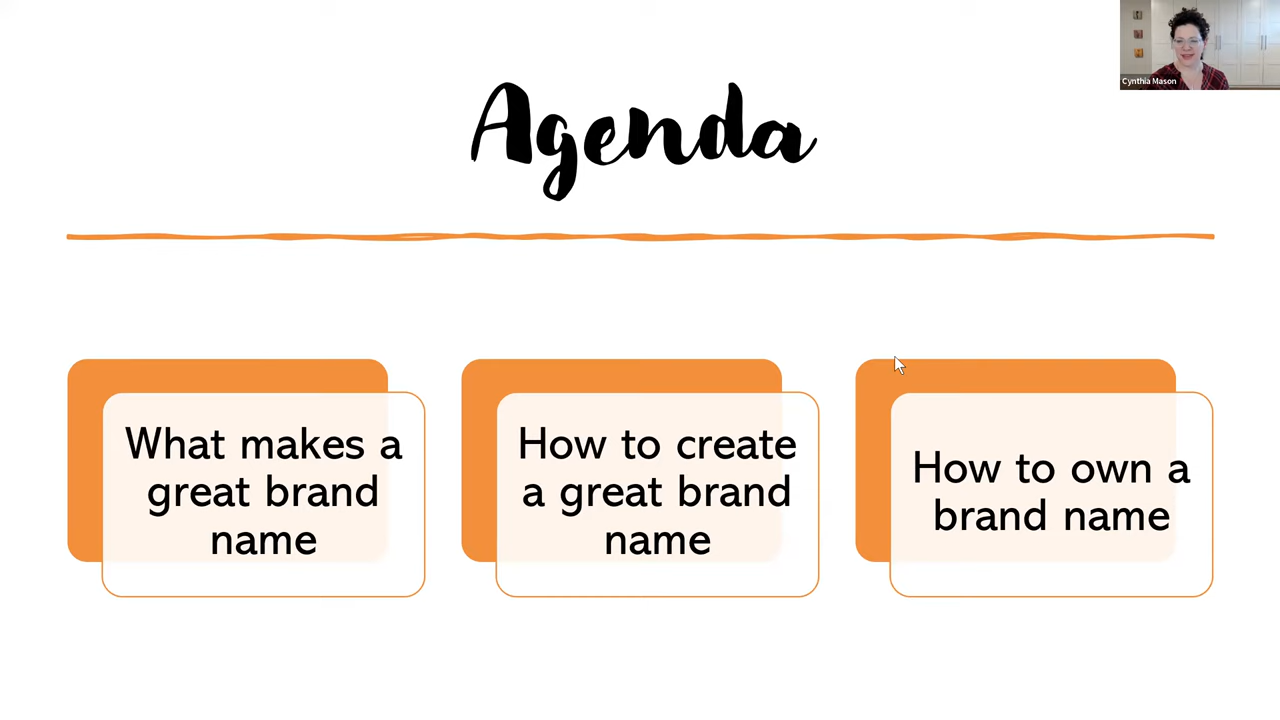 Cynthia Mason
Agenda
What makes a
great brand
name
How to create
a great brand
name
How to own a
brand name